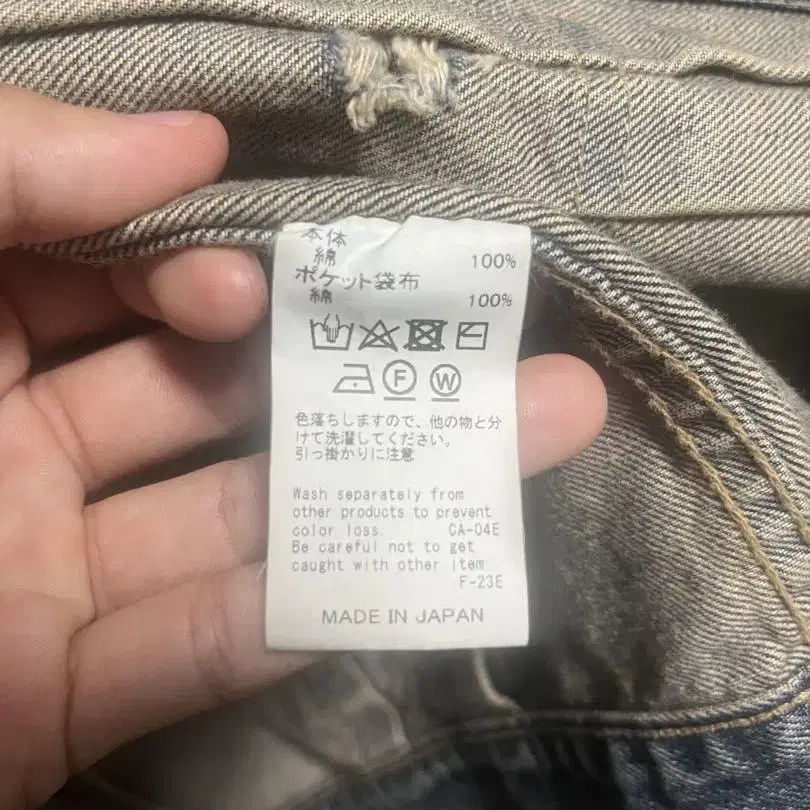 本体
綿 100%
ポケット袋布
綿 100%
F W
色落ちしますので、他の物と分
けて洗濯してください。
引っ掛かりに注意
Wash separately from
other products to prevent
color loss. CA-04E
Be careful not to get
caught with other item
F-23E
MADE IN JAPAN